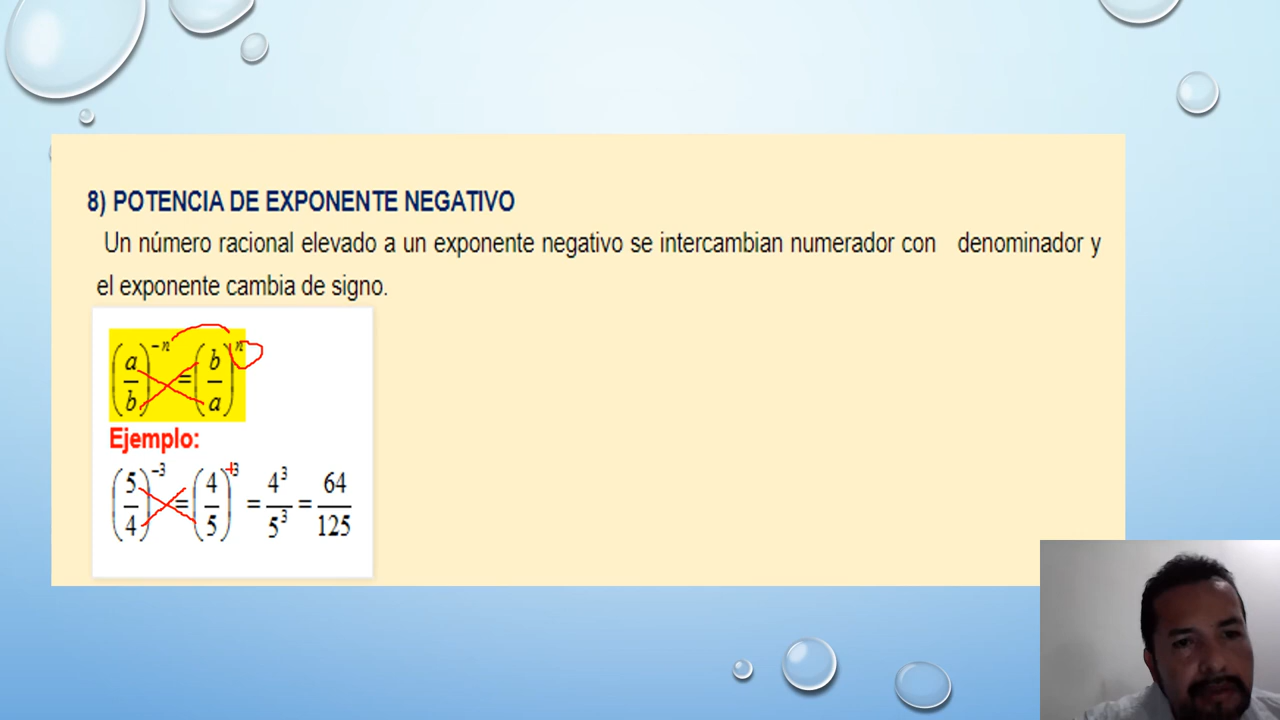 8) POTENCIA DE EXPONENTE NEGATIVO
Un número racional elevado a un exponente negativo se intercambian numerador con denominador y
el exponente cambia de signo.
(a/b)^−n = (b/a)^n
Ejemplo:
(5/4)^−3 = (4/5)^+3 = 4^3/5^3 = 64/125